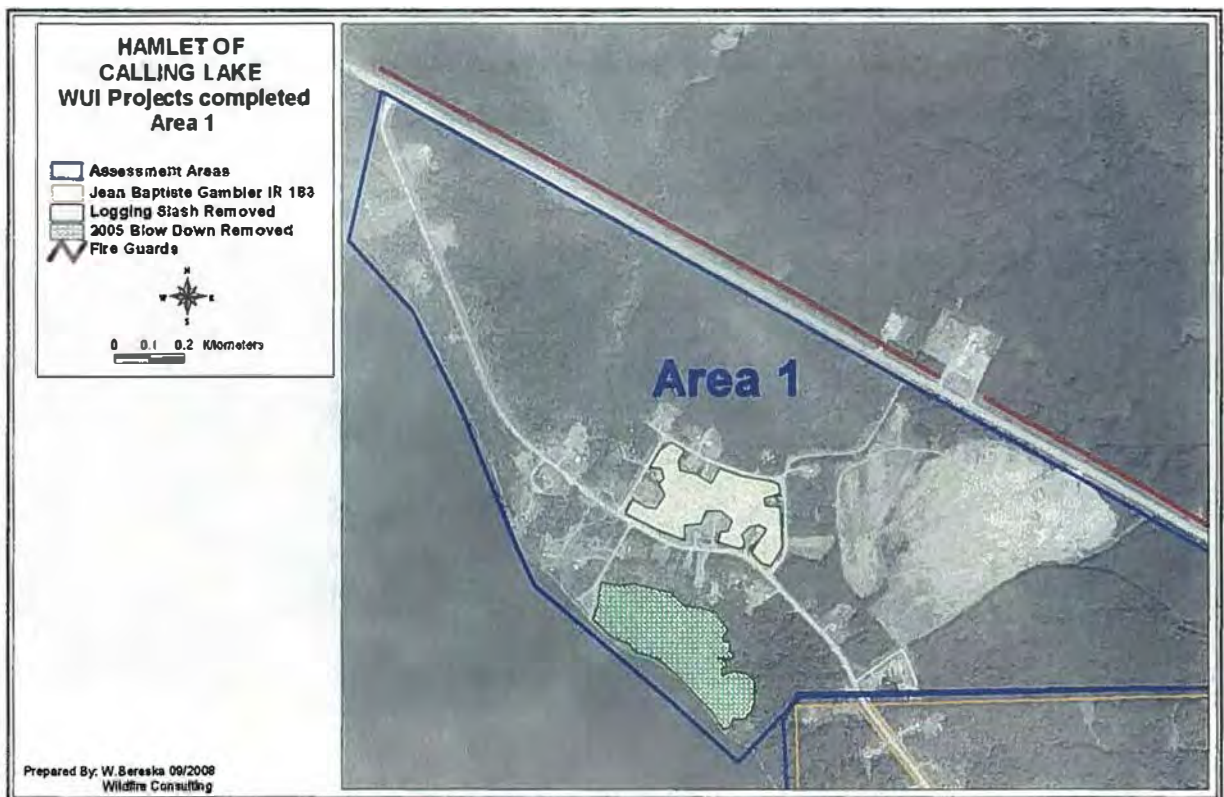 HAMLET OF
CALLING LAKE
WUI Projects completed
Area 1
Assessment Areas
Jean Baptiste Gambler IR 183
Logging Slash Removed
2005 Blow Down Removed
Fire Guards
N
W E
S
0 0.1 0.2 Kilometers
Area 1
Prepared By: W.Bereska 09/2008
Wildfire Consulting